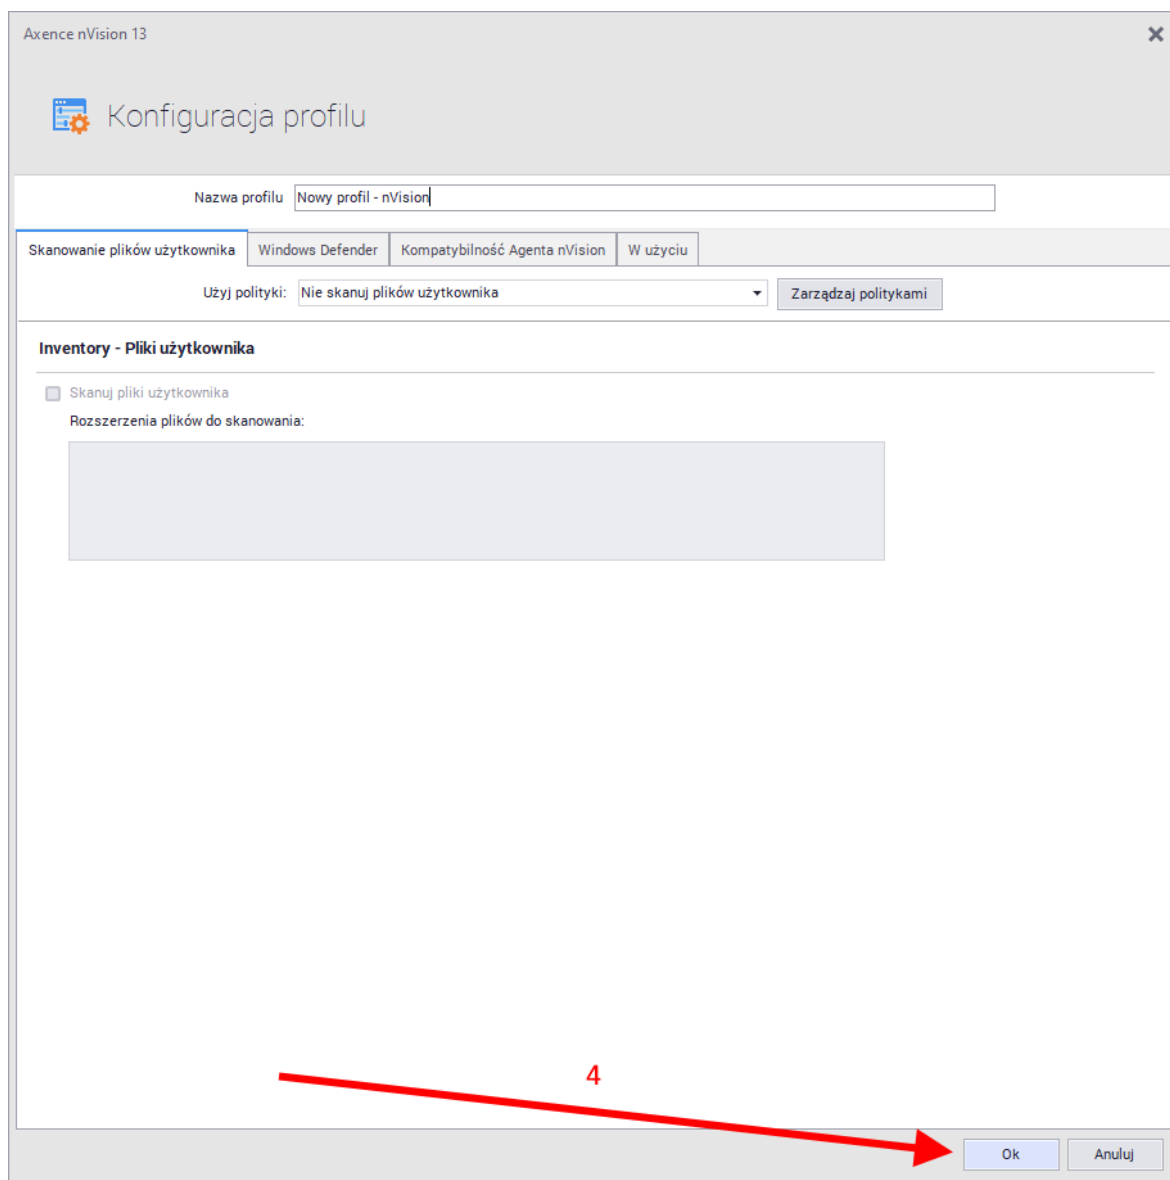 Axence nVision 13
Konfiguracja profilu
Nazwa profilu Nowy profil - nVision
Skanowanie plików użytkownika Windows Defender Kompatybilność Agenta nVision W użyciu
Użyj polityki: Nie skanuj plików użytkownika Zarządzaj politykami
Inventory - Pliki użytkownika
Skanuj pliki użytkownika
Rozszerzenia plików do skanowania:
4
Ok Anuluj